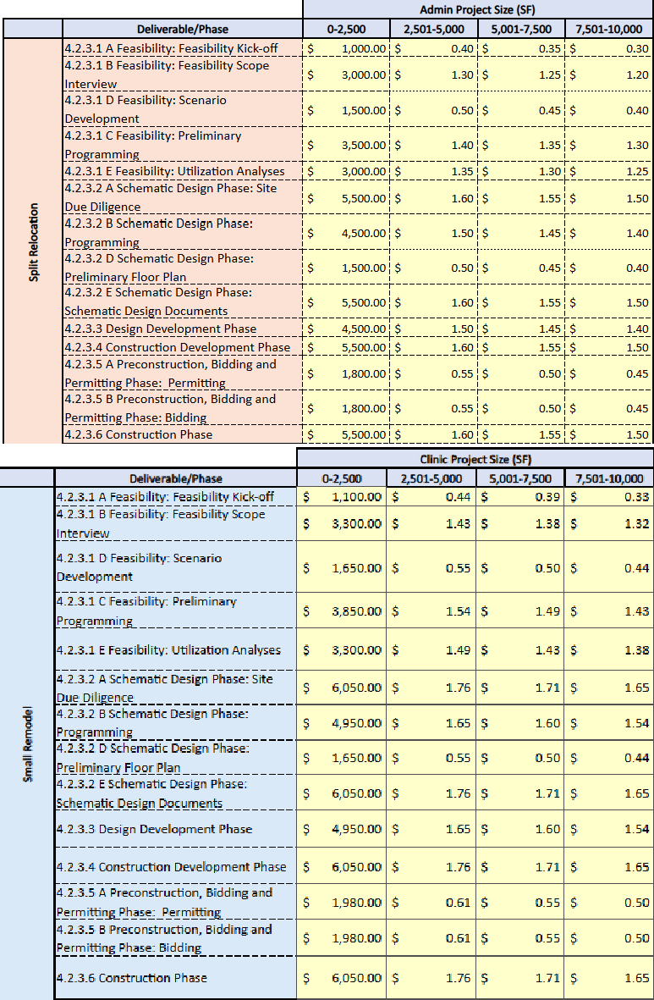 Admin Project Size (SF)
Deliverable/Phase 0-2,500 2,501-5,000 5,001-7,500 7,501-10,000
Split Relocation
4.2.3.1 A Feasibility: Feasibility Kick-off $ 1,000.00 $ 0.40 $ 0.35 $ 0.30
4.2.3.1 B Feasibility: Feasibility Scope
Interview $ 3,000.00 $ 1.30 $ 1.25 $ 1.20
4.2.3.1 D Feasibility: Scenario
Development $ 1,500.00 $ 0.50 $ 0.45 $ 0.40
4.2.3.1 C Feasibility: Preliminary
Programming $ 3,500.00 $ 1.40 $ 1.35 $ 1.30
4.2.3.1 E Feasibility: Utilization Analyses $ 3,000.00 $ 1.35 $ 1.30 $ 1.25
4.2.3.2 A Schematic Design Phase: Site
Due Diligence $ 5,500.00 $ 1.60 $ 1.55 $ 1.50
4.2.3.2 B Schematic Design Phase:
Programming $ 4,500.00 $ 1.50 $ 1.45 $ 1.40
4.2.3.2 D Schematic Design Phase:
Preliminary Floor Plan $ 1,500.00 $ 0.50 $ 0.45 $ 0.40
4.2.3.2 E Schematic Design Phase:
Schematic Design Documents $ 5,500.00 $ 1.60 $ 1.55 $ 1.50
4.2.3.3 Design Development Phase $ 4,500.00 $ 1.50 $ 1.45 $ 1.40
4.2.3.4 Construction Development Phase $ 5,500.00 $ 1.60 $ 1.55 $ 1.50
4.2.3.5 A Preconstruction, Bidding and
Permitting Phase: Permitting $ 1,800.00 $ 0.55 $ 0.50 $ 0.45
4.2.3.5 B Preconstruction, Bidding and
Permitting Phase: Bidding $ 1,800.00 $ 0.55 $ 0.50 $ 0.45
4.2.3.6 Construction Phase $ 5,500.00 $ 1.60 $ 1.55 $ 1.50
Clinic Project Size (SF)
Deliverable/Phase 0-2,500 2,501-5,000 5,001-7,500 7,501-10,000
Small Remodel
4.2.3.1 A Feasibility: Feasibility Kick-off $ 1,100.00 $ 0.44 $ 0.39 $ 0.33
4.2.3.1 B Feasibility: Feasibility Scope
Interview $ 3,300.00 $ 1.43 $ 1.38 $ 1.32
4.2.3.1 D Feasibility: Scenario
Development $ 1,650.00 $ 0.55 $ 0.50 $ 0.44
4.2.3.1 C Feasibility: Preliminary
Programming $ 3,850.00 $ 1.54 $ 1.49 $ 1.43
4.2.3.1 E Feasibility: Utilization Analyses $ 3,300.00 $ 1.49 $ 1.43 $ 1.38
4.2.3.2 A Schematic Design Phase: Site
Due Diligence $ 6,050.00 $ 1.76 $ 1.71 $ 1.65
4.2.3.2 B Schematic Design Phase:
Programming $ 4,950.00 $ 1.65 $ 1.60 $ 1.54
4.2.3.2 D Schematic Design Phase:
Preliminary Floor Plan $ 1,650.00 $ 0.55 $ 0.50 $ 0.44
4.2.3.2 E Schematic Design Phase:
Schematic Design Documents $ 6,050.00 $ 1.76 $ 1.71 $ 1.65
4.2.3.3 Design Development Phase $ 4,950.00 $ 1.65 $ 1.60 $ 1.54
4.2.3.4 Construction Development Phase $ 6,050.00 $ 1.76 $ 1.71 $ 1.65
4.2.3.5 A Preconstruction, Bidding and
Permitting Phase: Permitting $ 1,980.00 $ 0.61 $ 0.55 $ 0.50
4.2.3.5 B Preconstruction, Bidding and
Permitting Phase: Bidding $ 1,980.00 $ 0.61 $ 0.55 $ 0.50
4.2.3.6 Construction Phase $ 6,050.00 $ 1.76 $ 1.71 $ 1.65